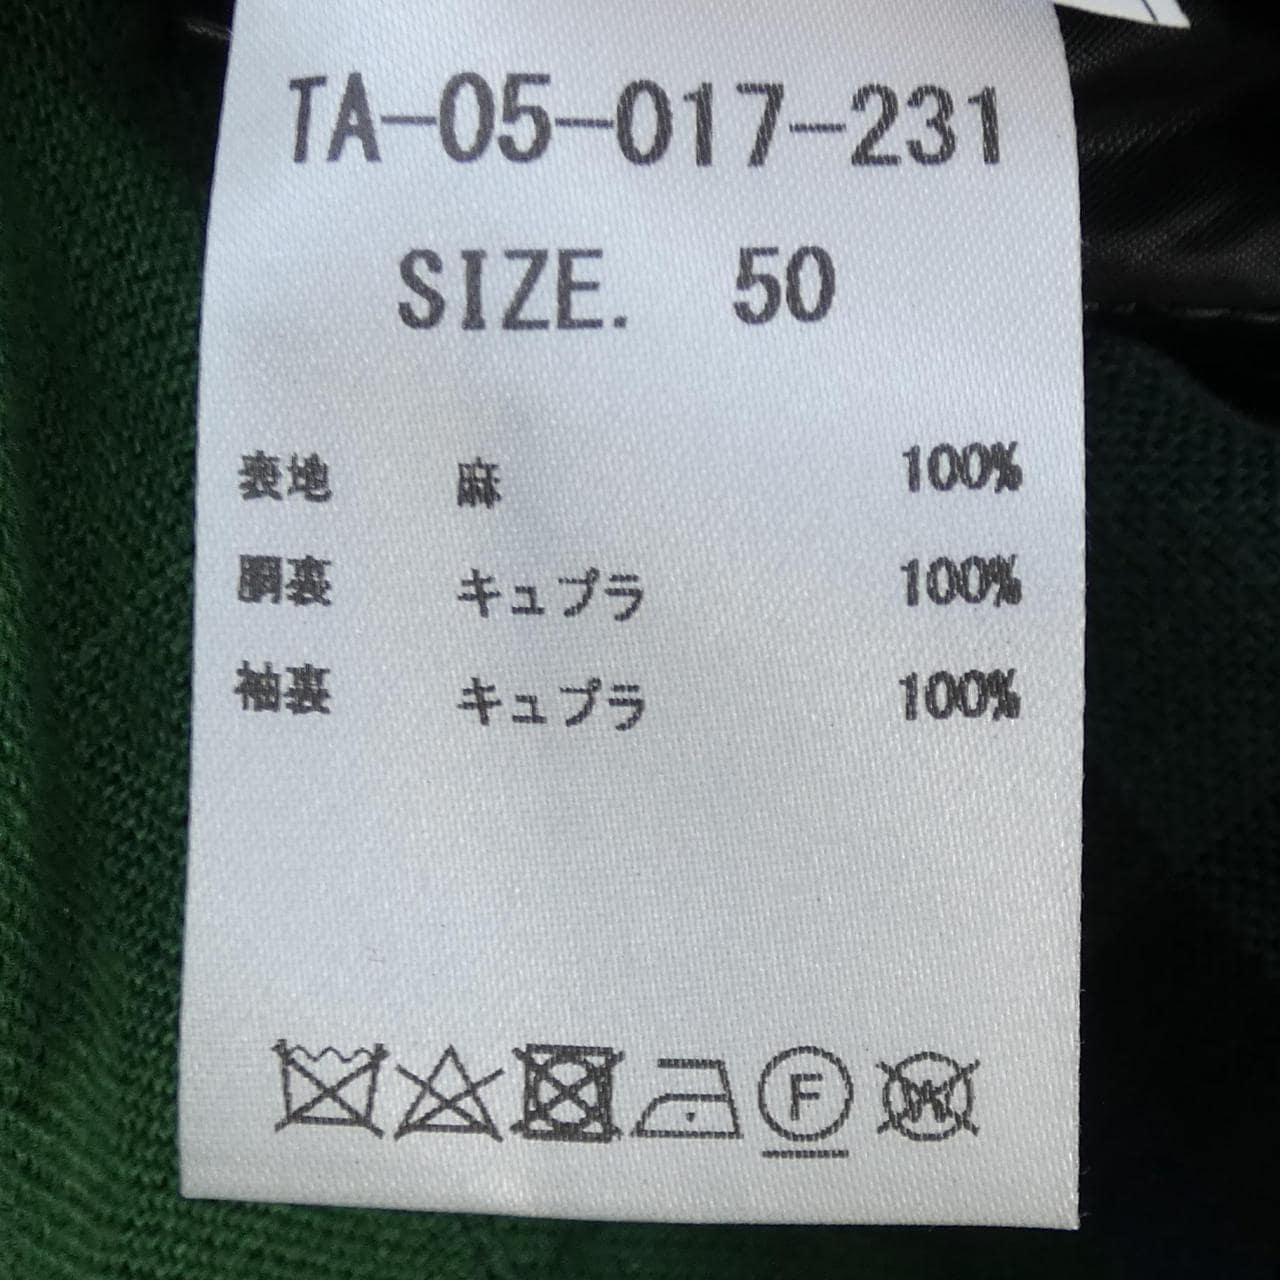 TA-05-017-231
SIZE. 50
表地 麻 100%
胴裏 キュプラ 100%
袖裏 キュプラ 100%
F
W